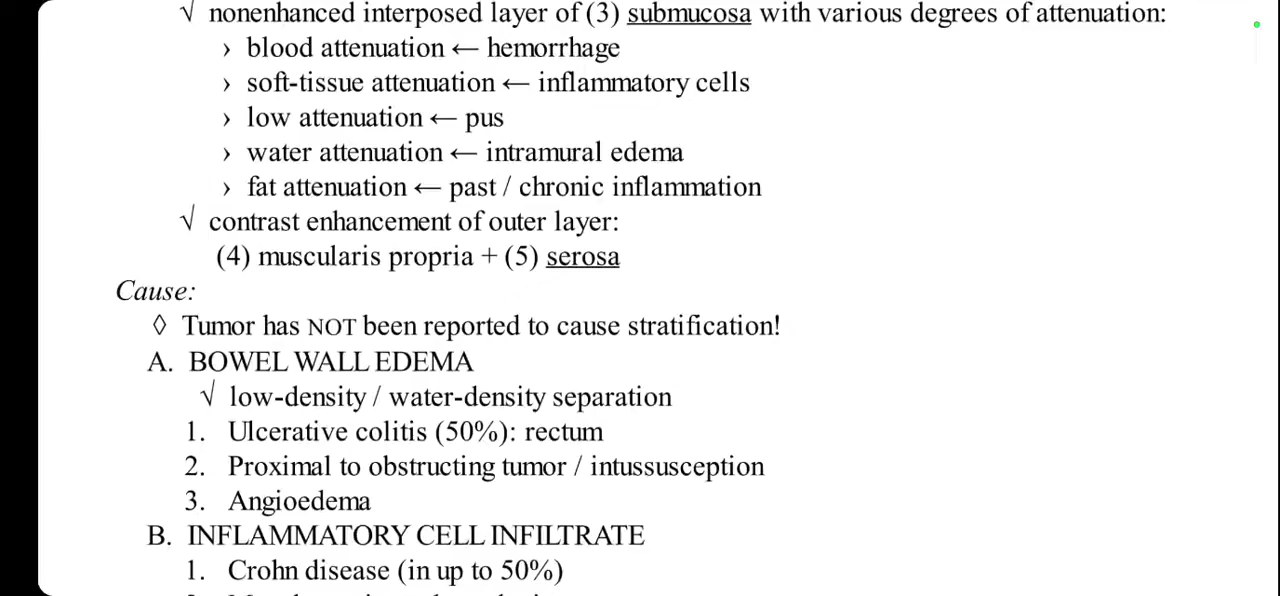 √ nonenhanced interposed layer of (3) submucosa with various degrees of attenuation:
› blood attenuation ← hemorrhage
› soft-tissue attenuation ← inflammatory cells
› low attenuation ← pus
› water attenuation ← intramural edema
› fat attenuation ← past / chronic inflammation
√ contrast enhancement of outer layer:
(4) muscularis propria + (5) serosa
Cause:
◊ Tumor has NOT been reported to cause stratification!
A. BOWEL WALL EDEMA
√ low-density / water-density separation
1. Ulcerative colitis (50%): rectum
2. Proximal to obstructing tumor / intussusception
3. Angioedema
B. INFLAMMATORY CELL INFILTRATE
1. Crohn disease (in up to 50%)